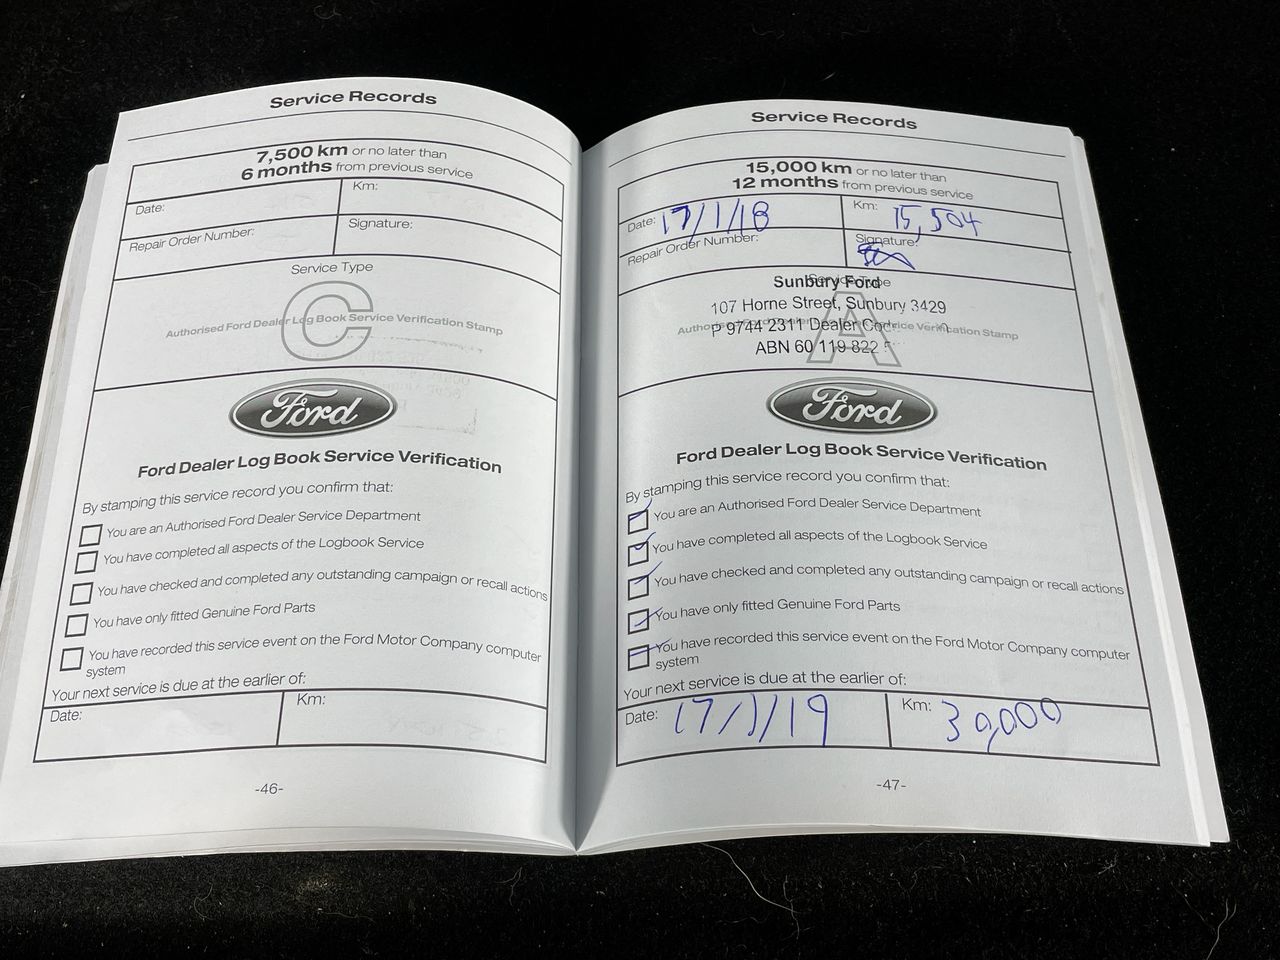 Service Records
7,500 km or no later than
6 months from previous service
Date:
Km:
Repair Order Number:
Signature:
Service Type
C
Authorised Ford Dealer Log Book Service Verification Stamp
Ford
Ford Dealer Log Book Service Verification
By stamping this service record you confirm that:
You are an Authorised Ford Dealer Service Department
You have completed all aspects of the Logbook Service
You have checked and completed any outstanding campaign or recall actions
You have only fitted Genuine Ford Parts
You have recorded this service event on the Ford Motor Company computer
system
Your next service is due at the earlier of:
Date:
Km:
-46-
Service Records
15,000 km or no later than
12 months from previous service
Date: 17/1/18
Km: 15,504
Repair Order Number:
Signature:
Sunbury Ford
107 Horne Street, Sunbury 3429
P 9744 2311 Dealer
ABN 60 119 822
A
Verification Stamp
Ford
Ford Dealer Log Book Service Verification
By stamping this service record you confirm that:
You are an Authorised Ford Dealer Service Department
You have completed all aspects of the Logbook Service
You have checked and completed any outstanding campaign or recall actions
You have only fitted Genuine Ford Parts
You have recorded this service event on the Ford Motor Company computer
system
Your next service is due at the earlier of:
Date: 17/1/19
Km: 30,000
-47-